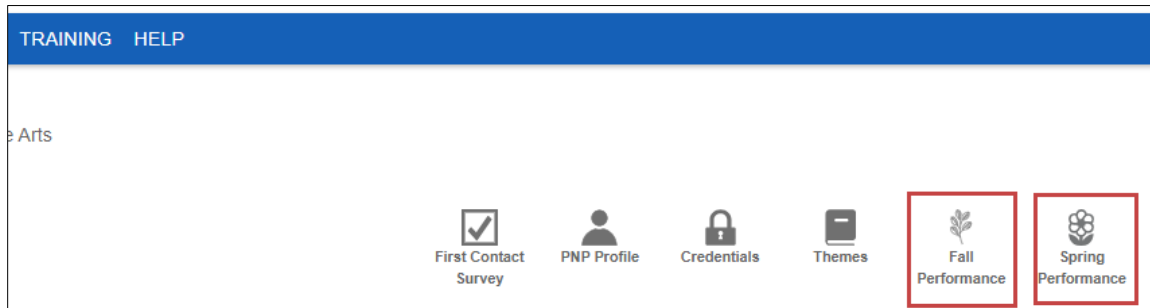 TRAINING HELP
e Arts
First Contact
Survey
PNP Profile
Credentials
Themes
Fall
Performance
Spring
Performance